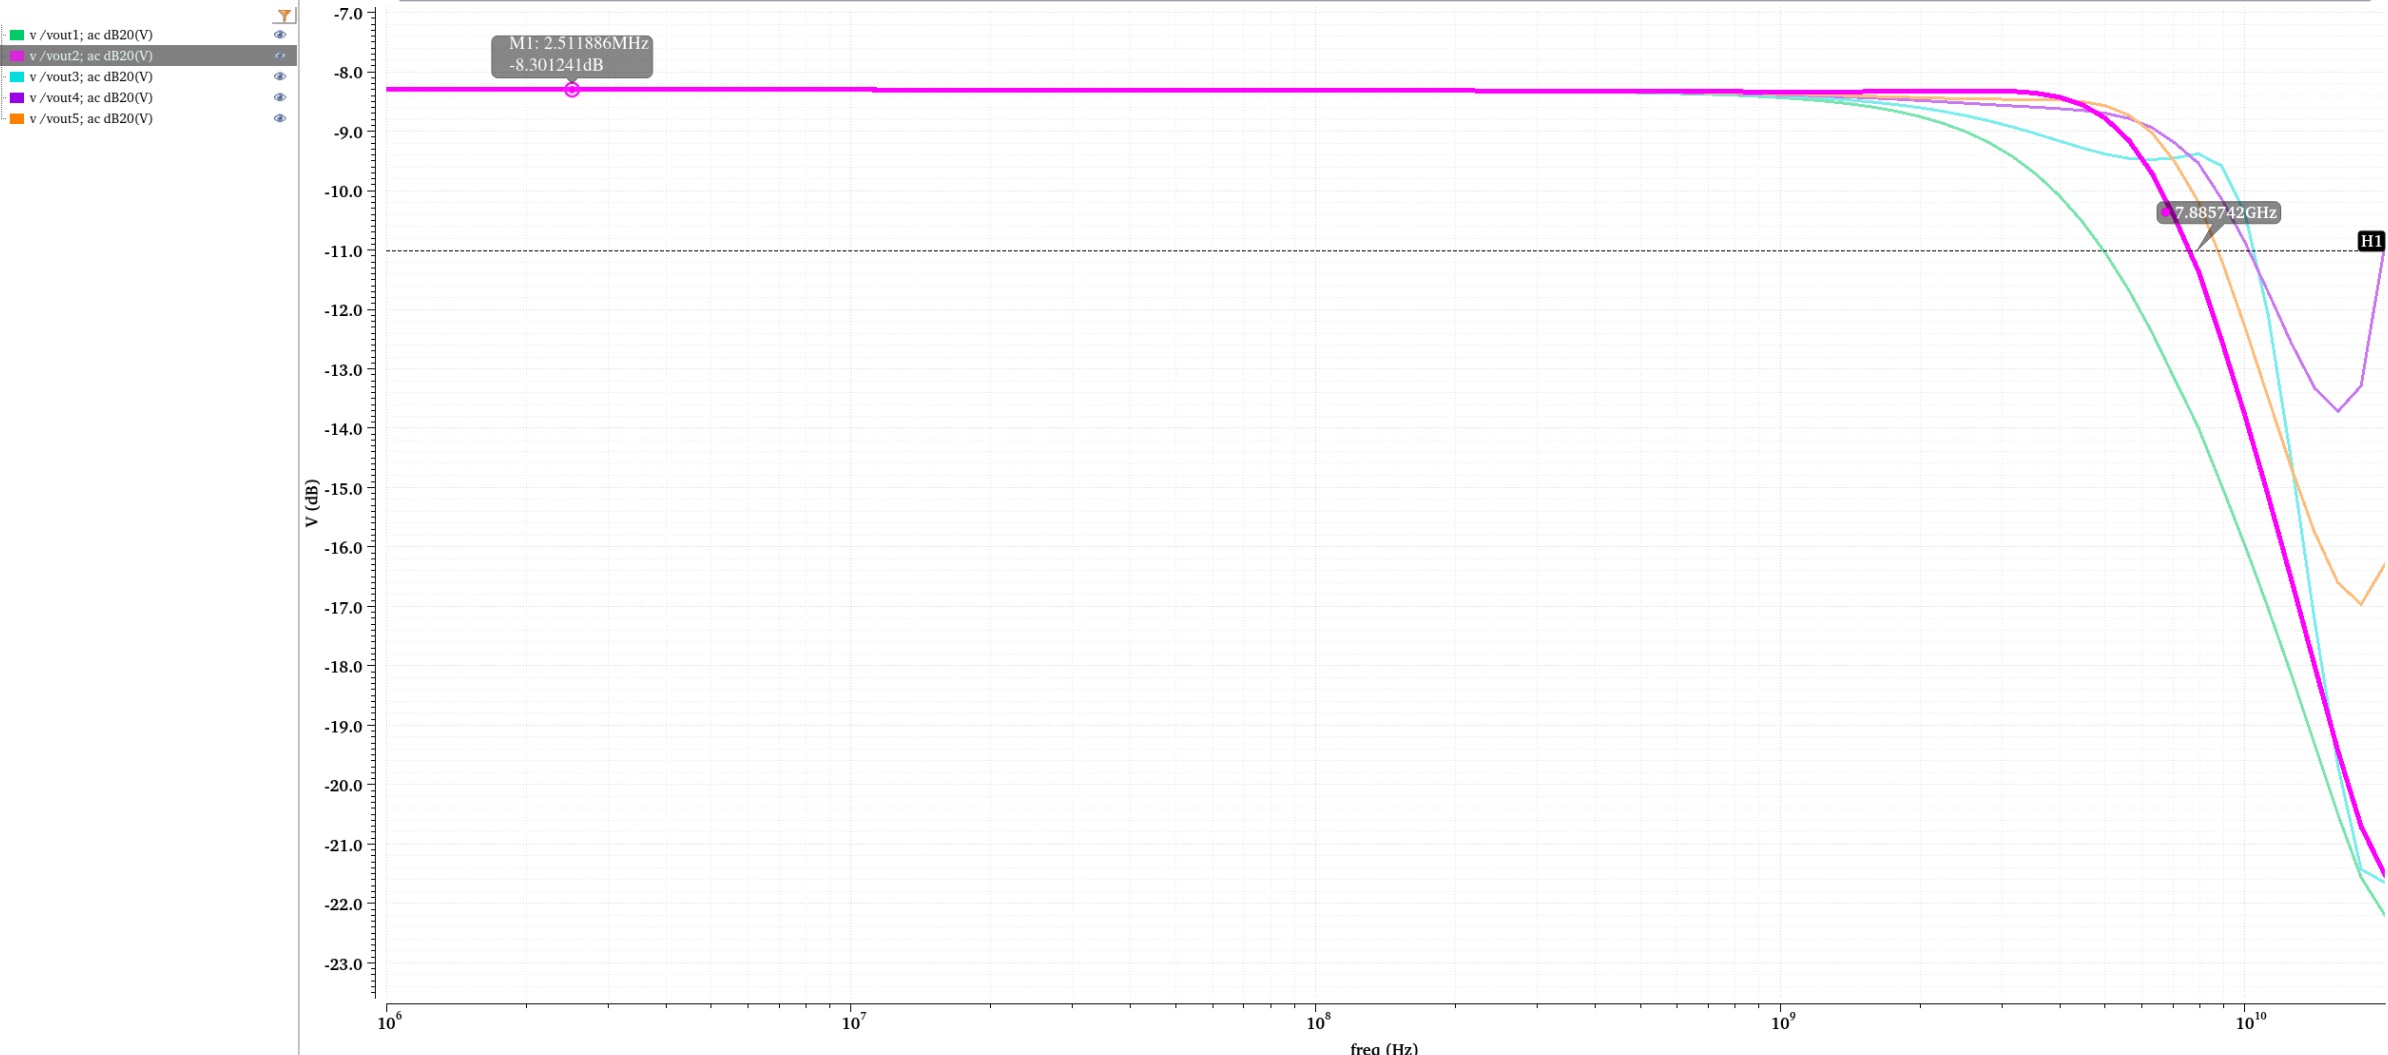 v /vout1; ac dB20(V)
v /vout2; ac dB20(V)
v /vout3; ac dB20(V)
v /vout4; ac dB20(V)
v /vout5; ac dB20(V)
M1: 2.511886MHz
-8.301241dB
7.885742GHz
H1
V (dB)
-7.0
-8.0
-9.0
-10.0
-11.0
-12.0
-13.0
-14.0
-15.0
-16.0
-17.0
-18.0
-19.0
-20.0
-21.0
-22.0
-23.0
10⁶ 10⁷ 10⁸ 10⁹ 10¹⁰
freq (Hz)